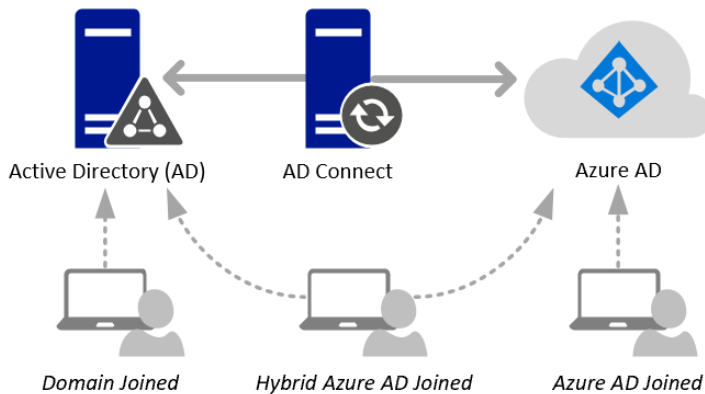 Active Directory (AD)
AD Connect
Azure AD
Domain Joined
Hybrid Azure AD Joined
Azure AD Joined